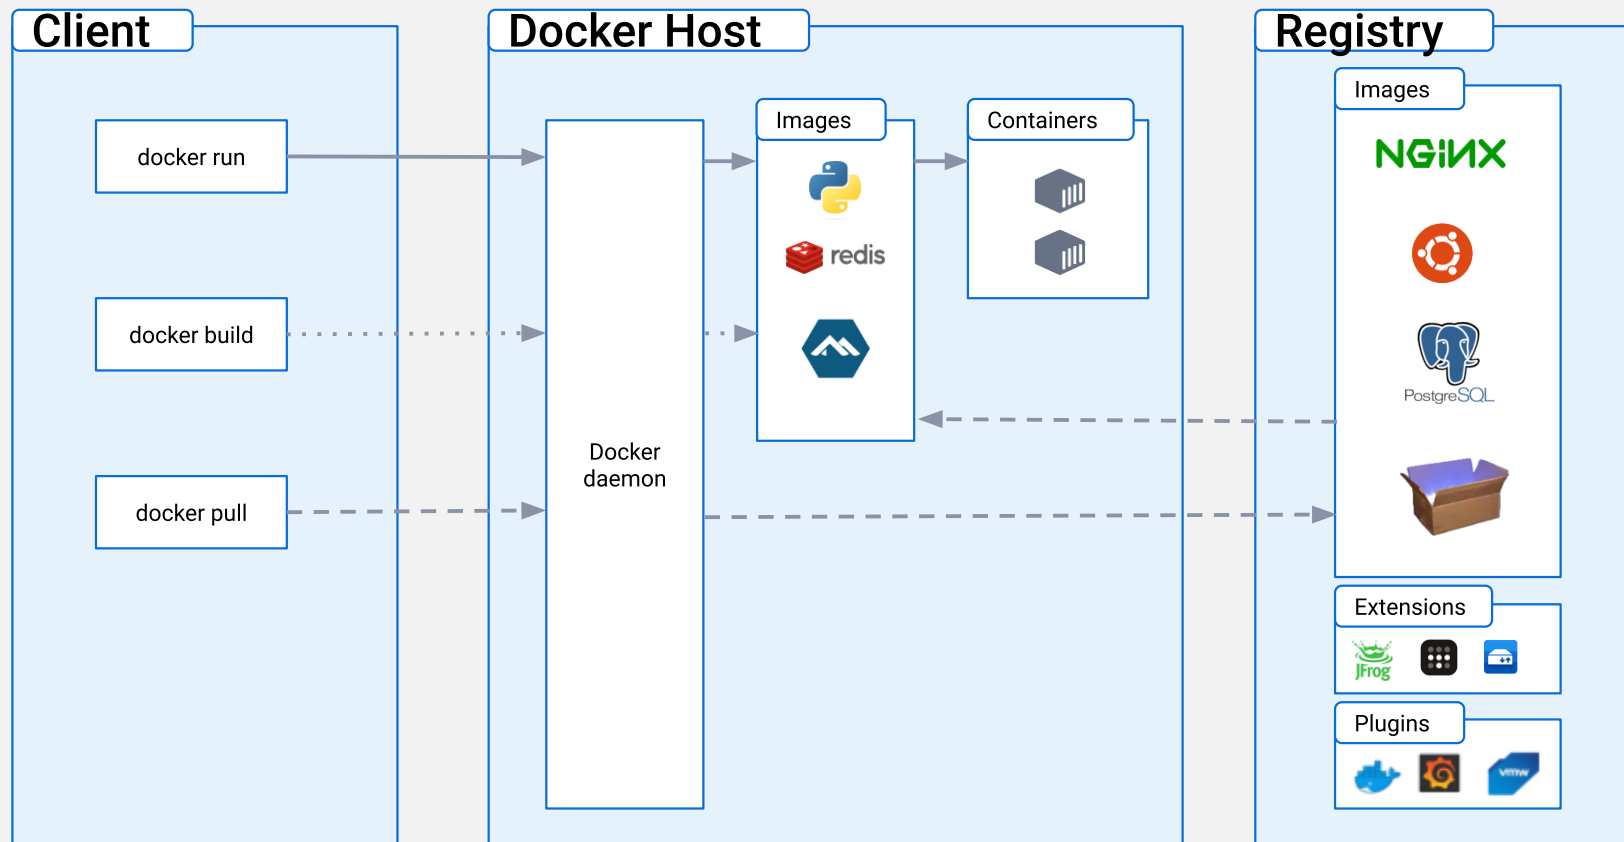 Client
docker run
docker build
docker pull
Docker Host
Docker
daemon
Images
redis
Containers
Registry
Images
NGINX
PostgreSQL
Extensions
JFrog
Plugins
vmw